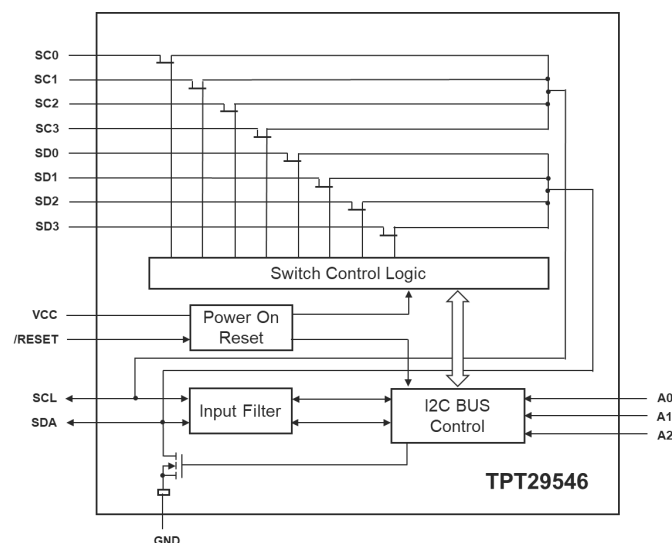 SC0
SC1
SC2
SC3
SD0
SD1
SD2
SD3
Switch Control Logic
VCC
Power On
Reset
/RESET
SCL
SDA
Input Filter
I2C BUS
Control
A0
A1
A2
TPT29546
GND